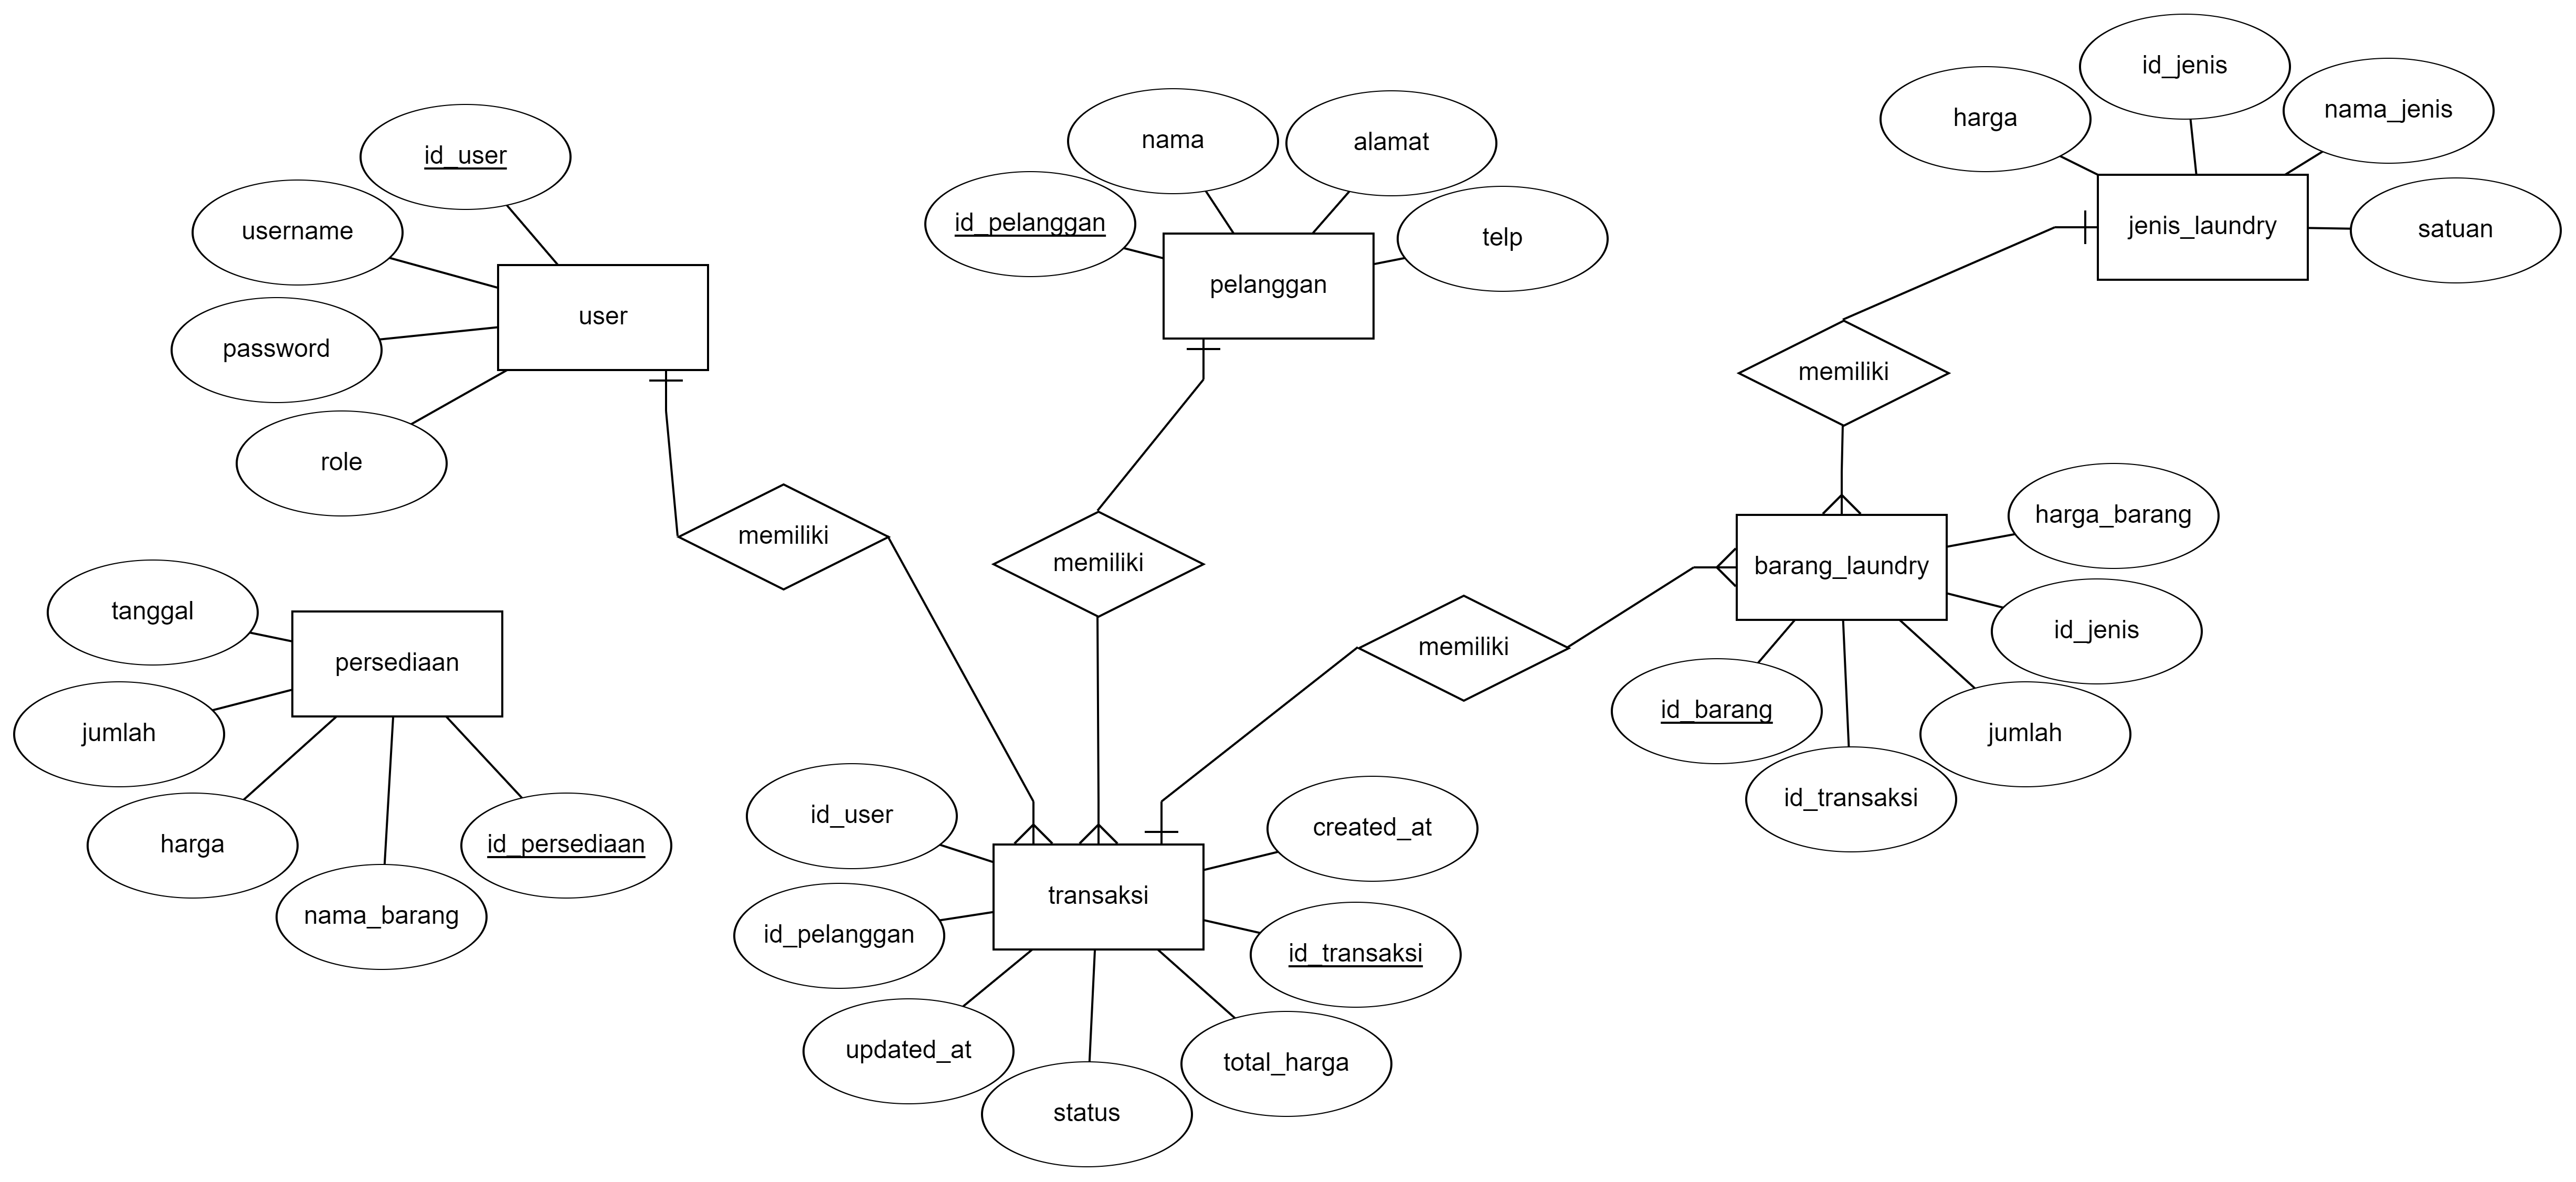 id_user
username
password
role
user
memiliki
id_pelanggan
nama
alamat
telp
pelanggan
memiliki
harga
id_jenis
nama_jenis
satuan
jenis_laundry
memiliki
barang_laundry
harga_barang
id_jenis
jumlah
id_transaksi
id_barang
memiliki
tanggal
persediaan
jumlah
harga
nama_barang
id_persediaan
id_user
id_pelanggan
updated_at
status
total_harga
id_transaksi
created_at
transaksi